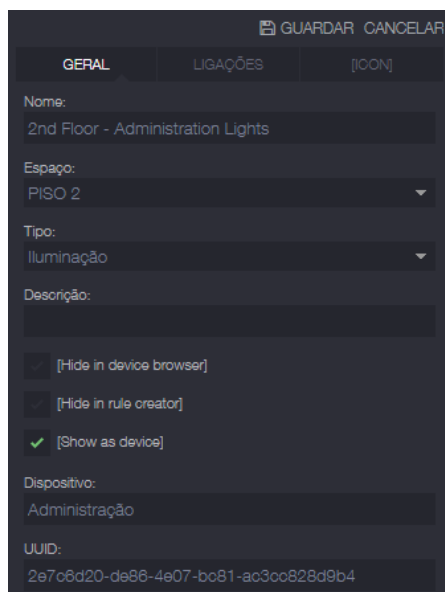 GUARDAR CANCELAR
GERAL LIGAÇÕES [ICON]
Nome:
2nd Floor - Administration Lights
Espaço:
PISO 2
Tipo:
Iluminação
Descrição:
[Hide in device browser]
[Hide in rule creator]
[Show as device]
Dispositivo:
Administração
UUID:
2e7c6d20-de86-4e07-bc81-ac3cc828d9b4